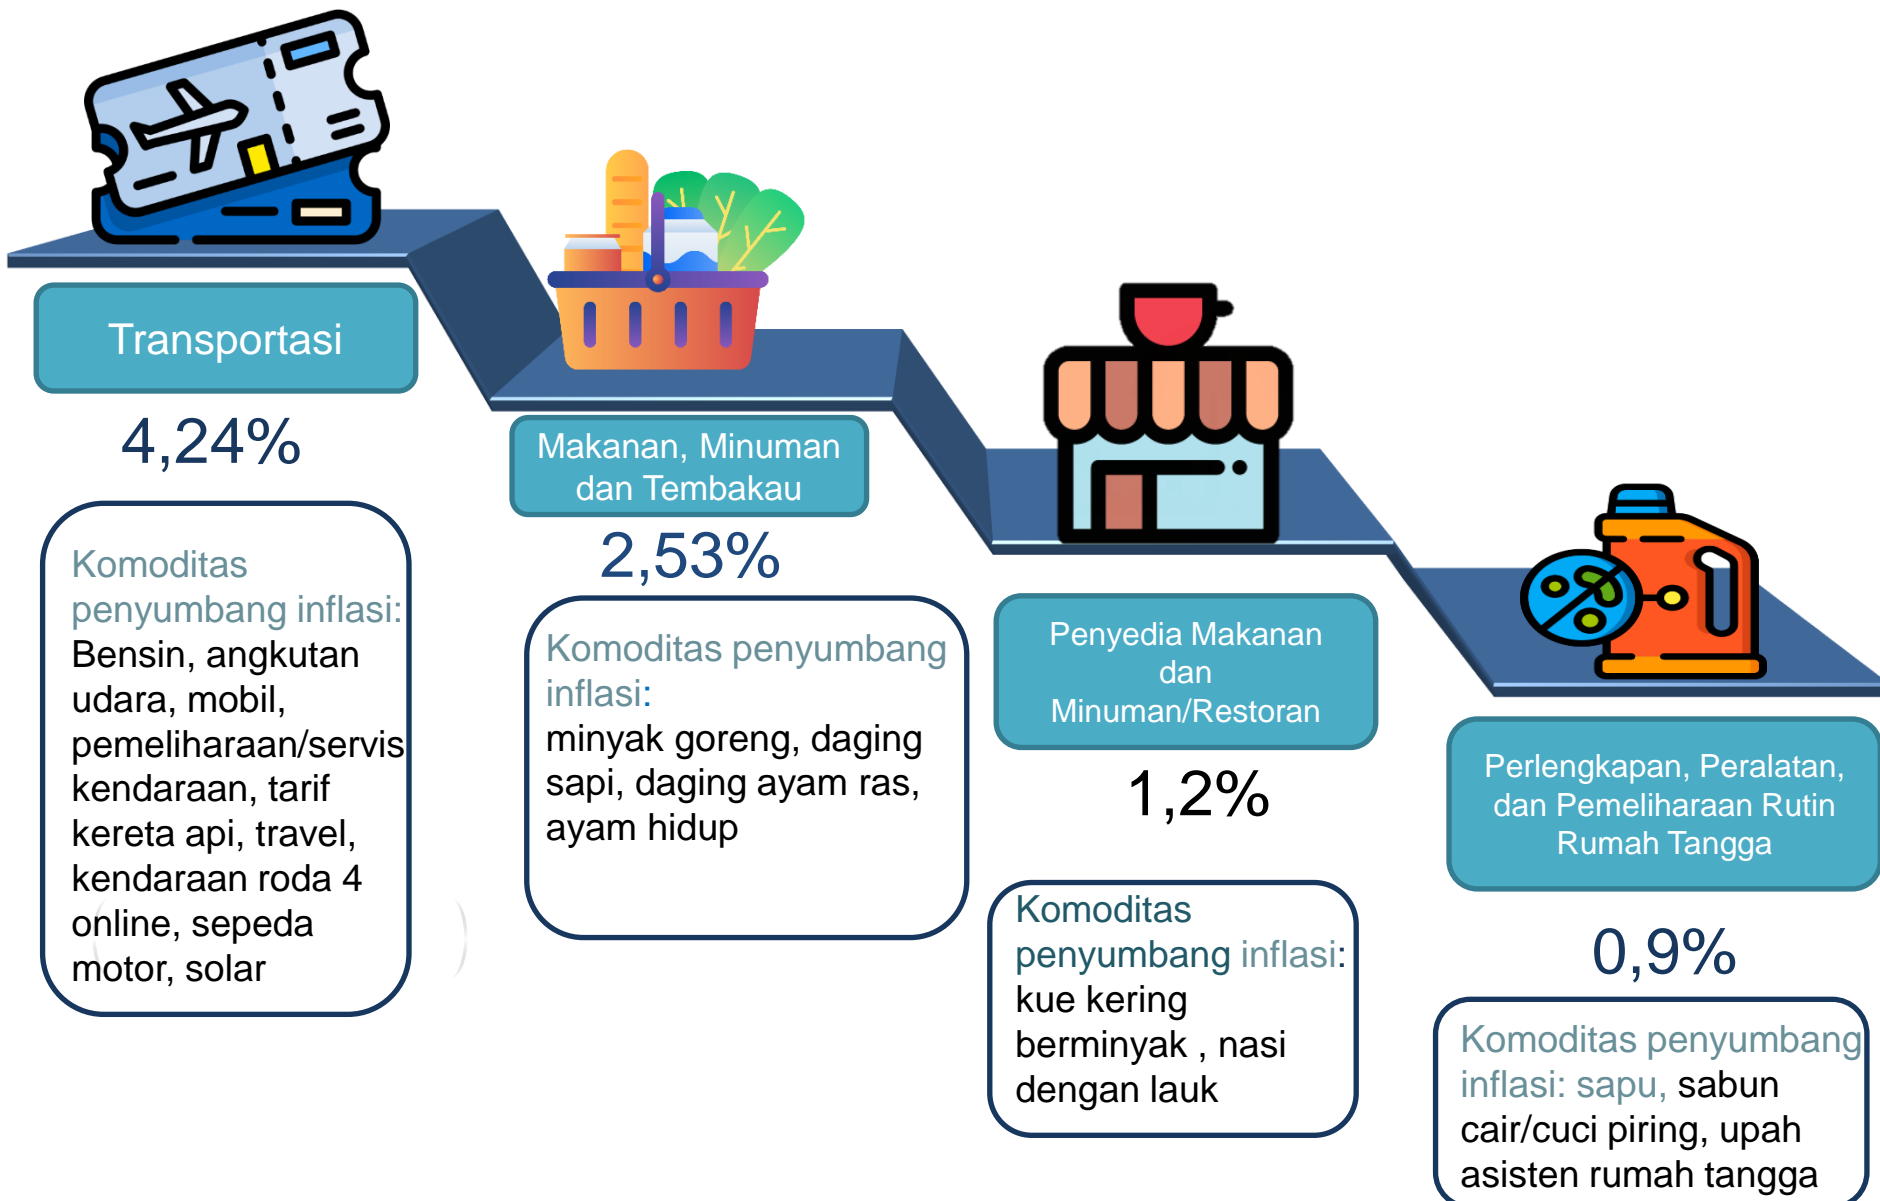 Transportasi
4,24%
Komoditas
penyumbang inflasi:
Bensin, angkutan
udara, mobil,
pemeliharaan/servis
kendaraan, tarif
kereta api, travel,
kendaraan roda 4
online, sepeda
motor, solar
Makanan, Minuman
dan Tembakau
2,53%
Komoditas penyumbang
inflasi:
minyak goreng, daging
sapi, daging ayam ras,
ayam hidup
Penyedia Makanan
dan
Minuman/Restoran
1,2%
Komoditas
penyumbang inflasi:
kue kering
berminyak , nasi
dengan lauk
Perlengkapan, Peralatan,
dan Pemeliharaan Rutin
Rumah Tangga
0,9%
Komoditas penyumbang
inflasi: sapu, sabun
cair/cuci piring, upah
asisten rumah tangga